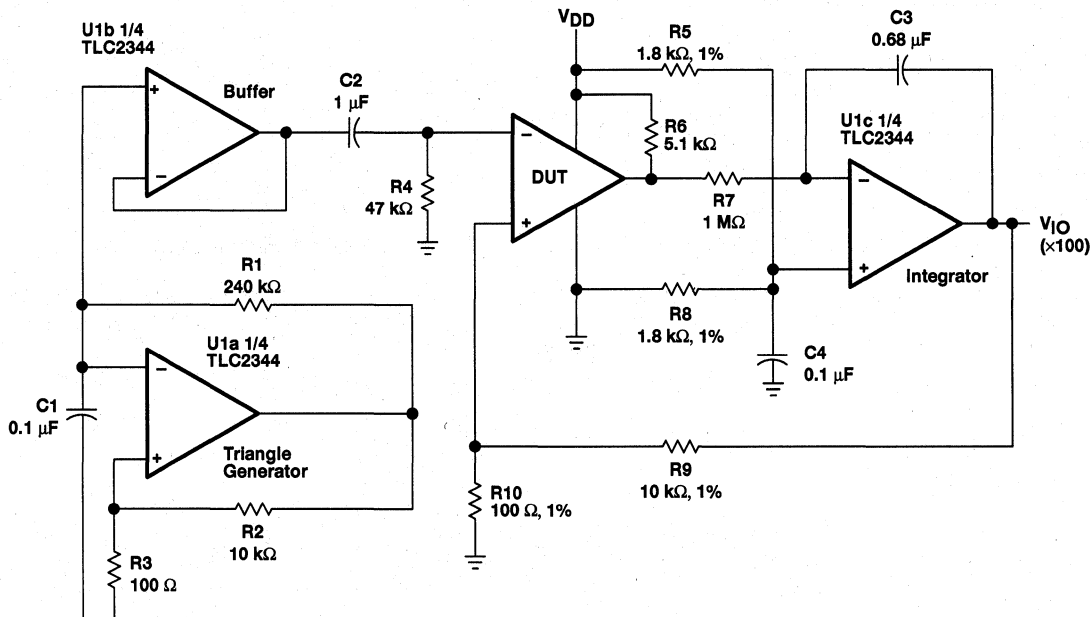 U1b 1/4
TLC2344
Buffer
+
−
C2
1 µF
R4
47 kΩ
VDD
R5
1.8 kΩ, 1%
R6
5.1 kΩ
−
DUT
+
R7
1 MΩ
C3
0.68 µF
U1c 1/4
TLC2344
−
+
Integrator
VIO
(×100)
R8
1.8 kΩ, 1%
C4
0.1 µF
R1
240 kΩ
U1a 1/4
TLC2344
−
+
C1
0.1 µF
Triangle
Generator
R2
10 kΩ
R3
100 Ω
R9
10 kΩ, 1%
R10
100 Ω, 1%